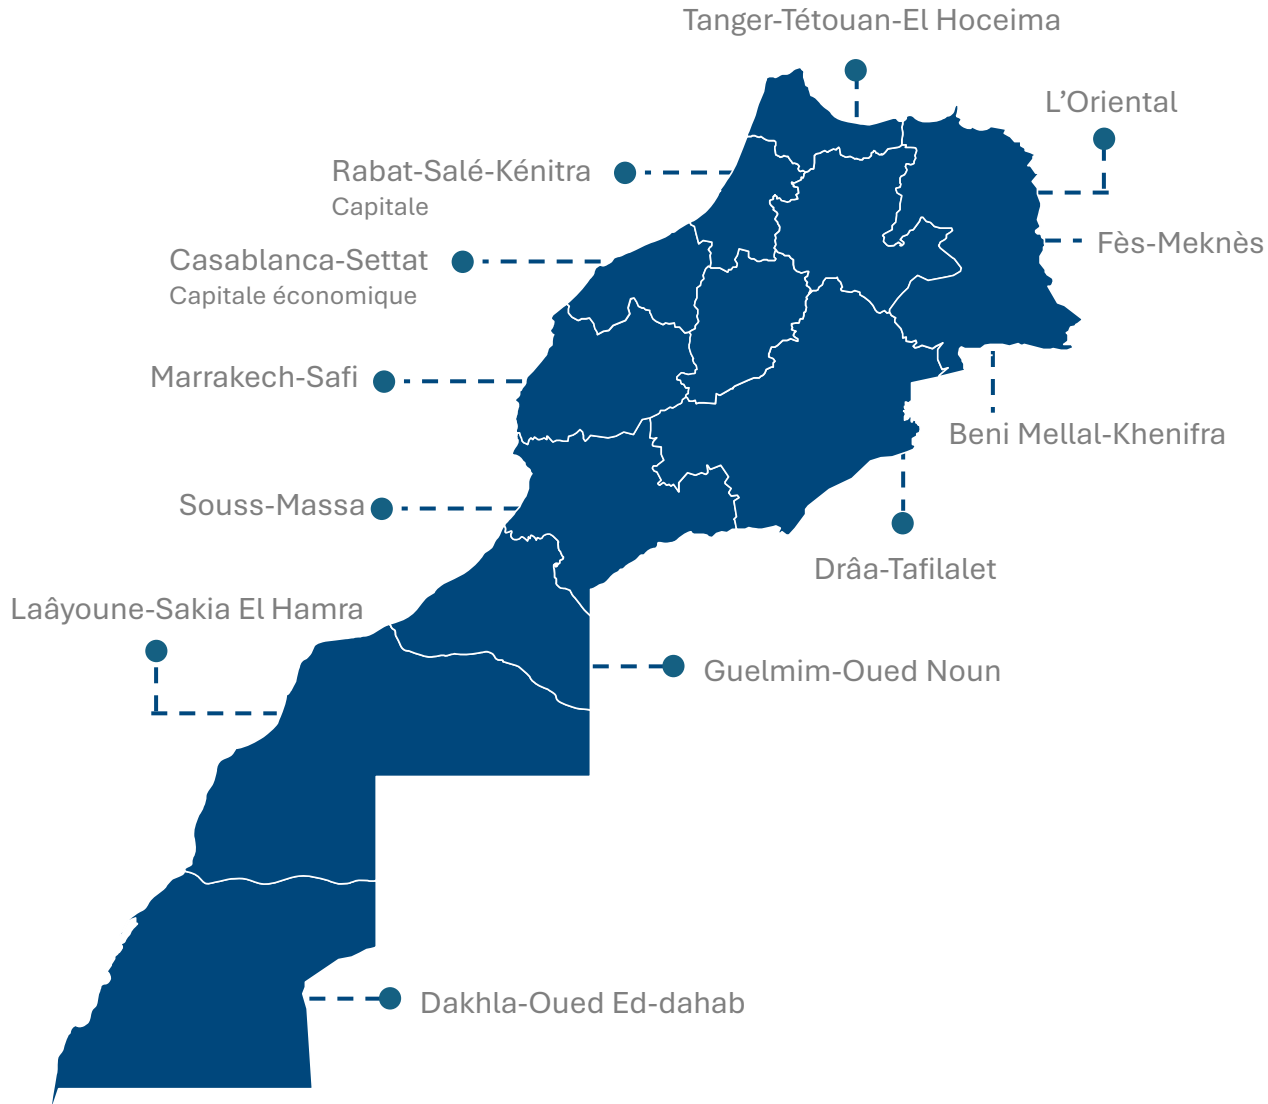 Tanger-Tétouan-El Hoceima
L’Oriental
Rabat-Salé-Kénitra
Capitale
Fès-Meknès
Casablanca-Settat
Capitale économique
Marrakech-Safi
Beni Mellal-Khenifra
Souss-Massa
Drâa-Tafilalet
Laâyoune-Sakia El Hamra
Guelmim-Oued Noun
Dakhla-Oued Ed-dahab